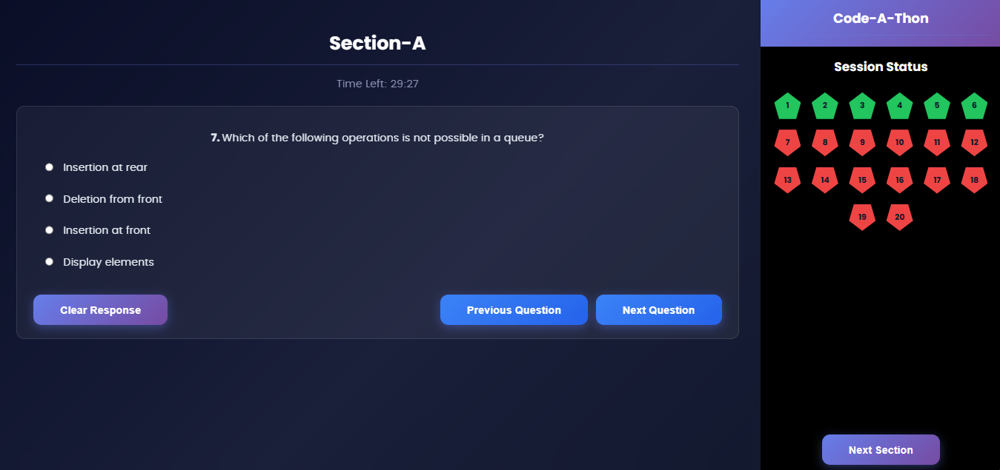 Section-A
Time Left: 29:27
7. Which of the following operations is not possible in a queue?
Insertion at rear
Deletion from front
Insertion at front
Display elements
Clear Response
Previous Question
Next Question
Code-A-Thon
Session Status
1 2 3 4 5 6
7 8 9 10 11 12
13 14 15 16 17 18
19 20
Next Section